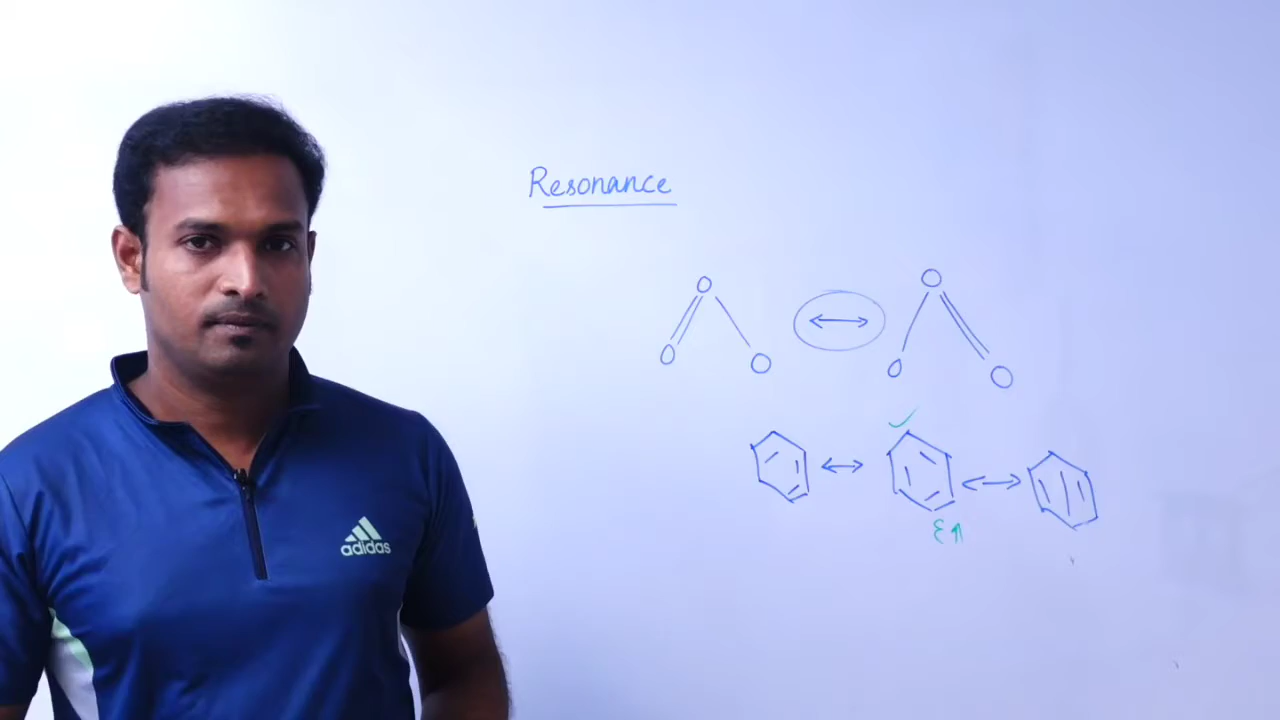 Resonance
O O
O O O O
ε↑
adidas